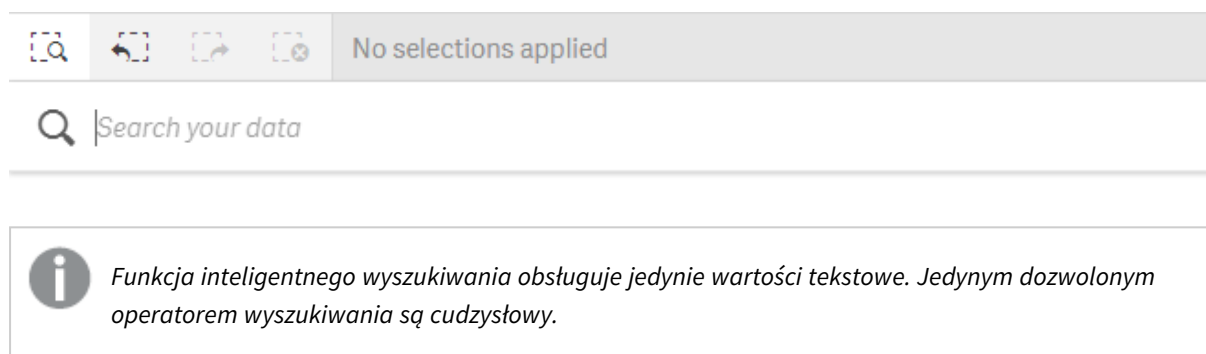 No selections applied
Search your data
Funkcja inteligentnego wyszukiwania obsługuje jedynie wartości tekstowe. Jedynym dozwolonym
operatorem wyszukiwania są cudzysłowy.